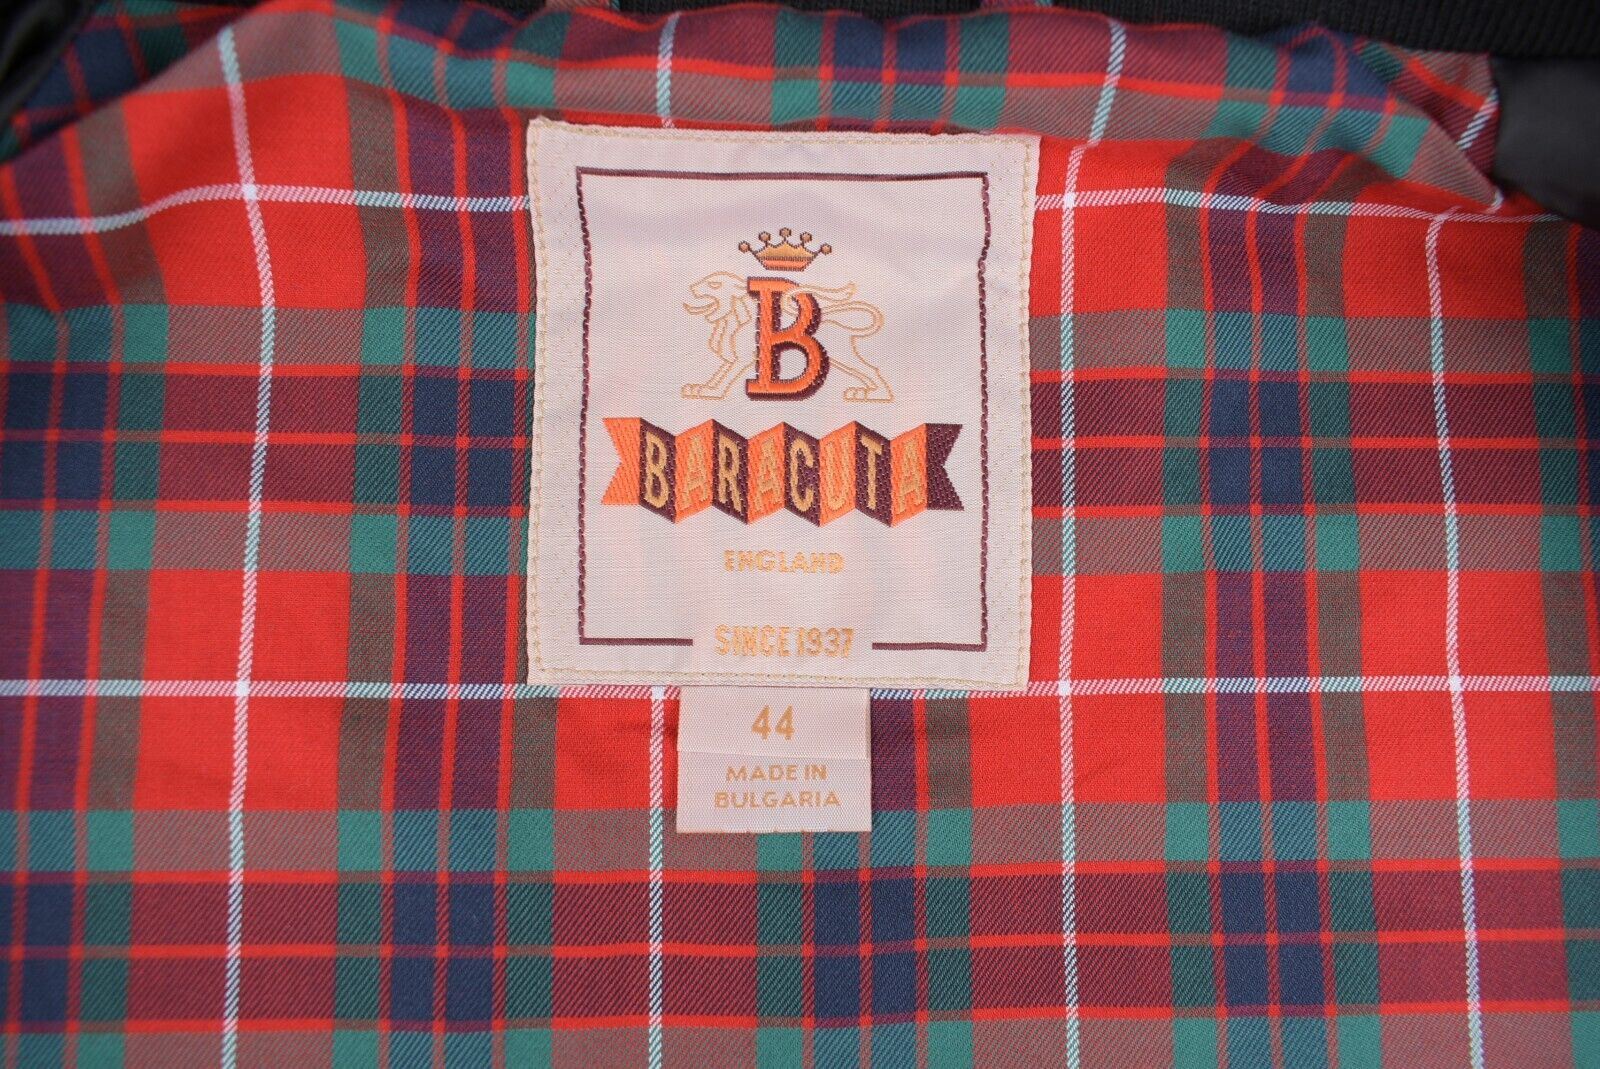 B
BARACUTA
ENGLAND
SINCE 1937
44
MADE IN
BULGARIA